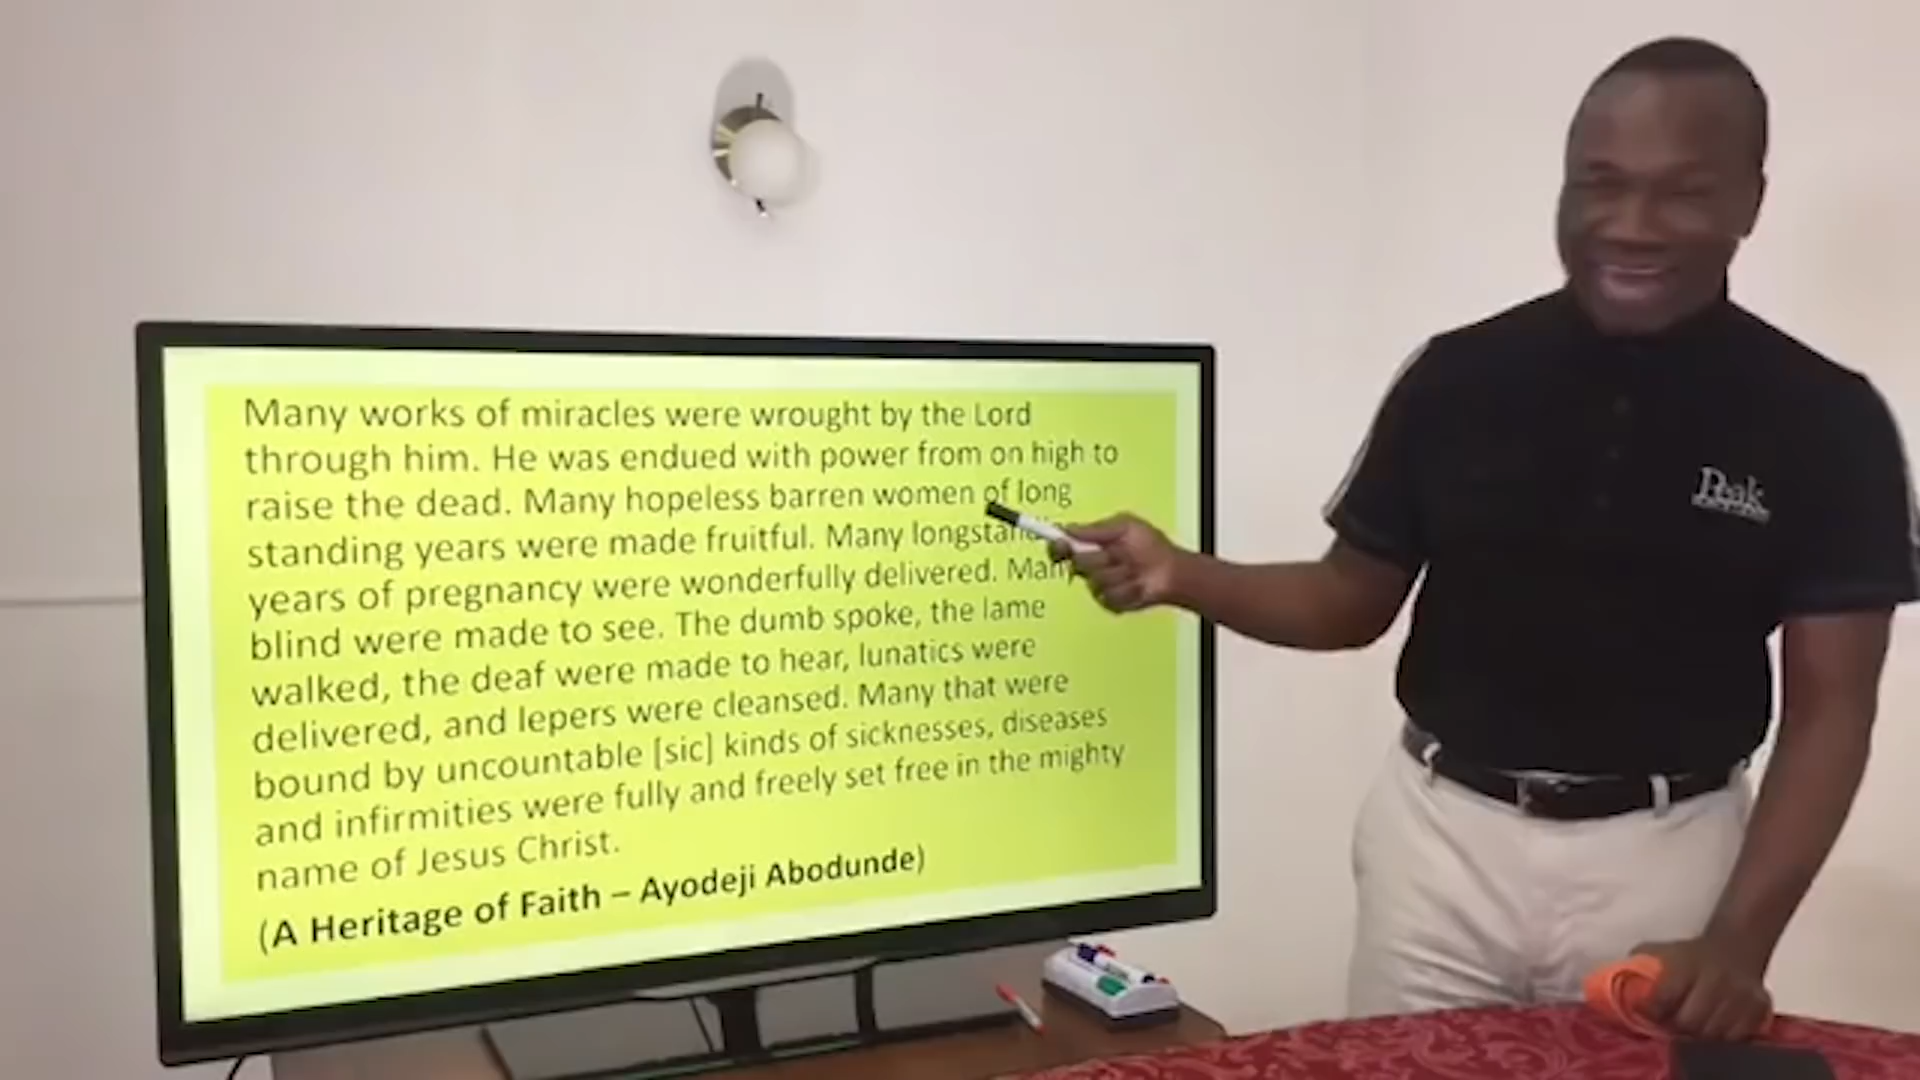 Many works of miracles were wrought by the Lord
through him. He was endued with power from on high to
raise the dead. Many hopeless barren women of long
standing years were made fruitful. Many
years of pregnancy were wonderfully delivered. Many
blind were made to see. The dumb spoke, the lame
walked, the deaf were made to hear, lunatics were
delivered, and lepers were cleansed. Many that were
bound by uncountable [sic] kinds of sicknesses, diseases
and infirmities were fully and freely set free in the mighty
name of Jesus Christ.
(A Heritage of Faith – Ayodeji Abodunde)
Peak